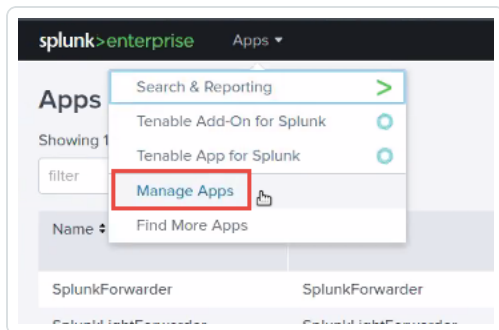 splunk>enterprise Apps
Apps
Search & Reporting
Showing 1
Tenable Add-On for Splunk
Tenable App for Splunk
filter
Manage Apps
Find More Apps
Name
SplunkForwarder SplunkForwarder